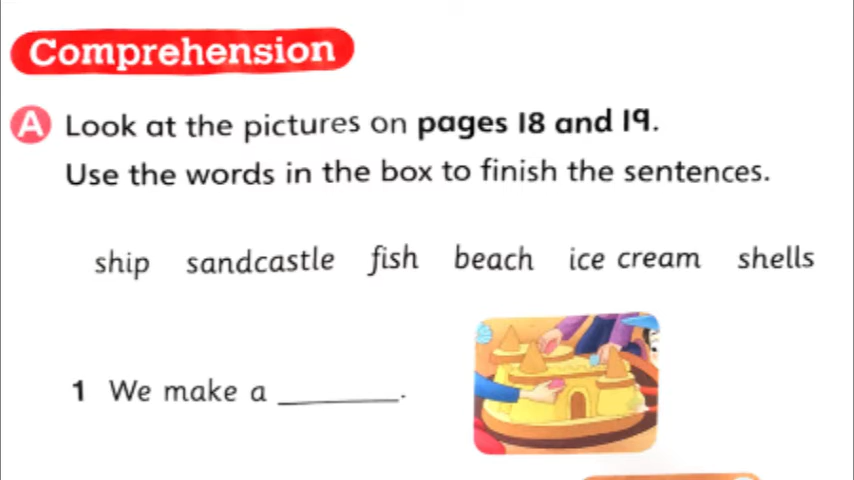 Comprehension
A Look at the pictures on pages 18 and 19.
Use the words in the box to finish the sentences.
ship sandcastle fish beach ice cream shells
1 We make a ________.